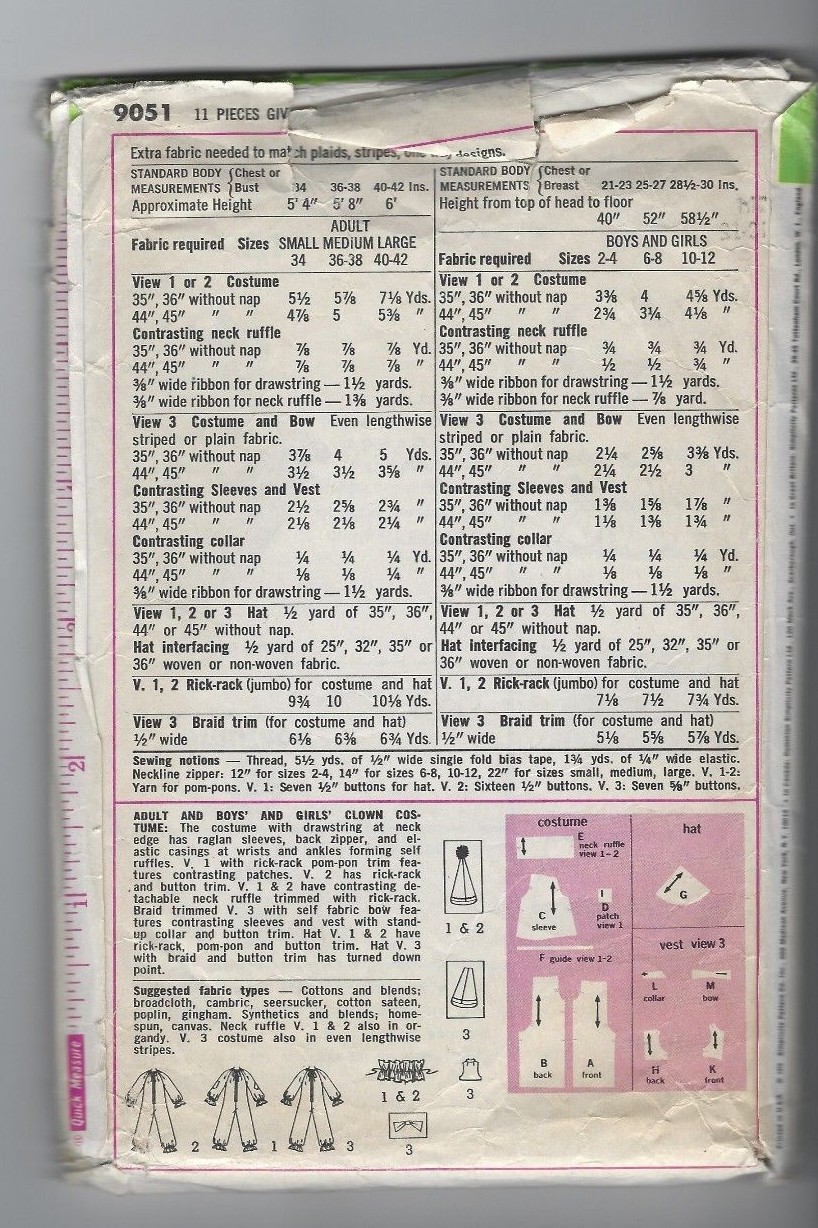 9051 11 PIECES GIV
Extra fabric needed to match plaids, stripes, one way designs.
STANDARD BODY {Chest or
MEASUREMENTS {Bust 34 36-38 40-42 Ins.
Approximate Height 5' 4" 5' 8" 6'
ADULT
Fabric required Sizes SMALL MEDIUM LARGE
34 36-38 40-42
View 1 or 2 Costume
35", 36" without nap 5½ 5⅞ 7⅛ Yds.
44", 45" " " 4⅞ 5 5⅜ "
Contrasting neck ruffle
35", 36" without nap ⅞ ⅞ ⅞ Yd.
44", 45" " " ⅞ ⅞ ⅞ "
⅜" wide ribbon for drawstring — 1½ yards.
⅜" wide ribbon for neck ruffle — 1⅜ yards.
View 3 Costume and Bow Even lengthwise
striped or plain fabric.
35", 36" without nap 3⅞ 4 5 Yds.
44", 45" " " 3½ 3½ 3⅝ "
Contrasting Sleeves and Vest
35", 36" without nap 2½ 2⅝ 2¾ "
44", 45" " " 2⅛ 2⅛ 2¼ "
Contrasting collar
35", 36" without nap ¼ ¼ ¼ Yd.
44", 45" " " ⅛ ⅛ ¼ "
⅜" wide ribbon for drawstring — 1½ yards.
View 1, 2 or 3 Hat ½ yard of 35", 36",
44" or 45" without nap.
Hat interfacing ½ yard of 25", 32", 35" or
36" woven or non-woven fabric.
V. 1, 2 Rick-rack (jumbo) for costume and hat
9¾ 10 10⅛ Yds.
View 3 Braid trim (for costume and hat)
½" wide 6⅛ 6⅜ 6¾ Yds.
STANDARD BODY {Chest or
MEASUREMENTS {Breast 21-23 25-27 28½-30 Ins.
Height from top of head to floor
40" 52" 58½"
BOYS AND GIRLS
Fabric required Sizes 2-4 6-8 10-12
View 1 or 2 Costume
35", 36" without nap 3⅜ 4 4⅝ Yds.
44", 45" " " 2¾ 3¼ 4⅛ "
Contrasting neck ruffle
35", 36" without nap ¾ ¾ ¾ Yd.
44", 45" " " ½ ½ ¾ "
⅜" wide ribbon for drawstring — 1½ yards.
⅜" wide ribbon for neck ruffle — ⅞ yard.
View 3 Costume and Bow Even lengthwise
striped or plain fabric.
35", 36" without nap 2¼ 2⅝ 3⅜ Yds.
44", 45" " " 2¼ 2½ 3 "
Contrasting Sleeves and Vest
35", 36" without nap 1⅜ 1⅝ 1⅞ "
44", 45" " " 1⅛ 1⅜ 1¾ "
Contrasting collar
35", 36" without nap ¼ ¼ ¼ Yd.
44", 45" " " ⅛ ⅛ ⅛ "
⅜" wide ribbon for drawstring — 1½ yards.
View 1, 2 or 3 Hat ½ yard of 35", 36",
44" or 45" without nap.
Hat interfacing ½ yard of 25", 32", 35" or
36" woven or non-woven fabric.
V. 1, 2 Rick-rack (jumbo) for costume and hat
7⅛ 7½ 7¾ Yds.
View 3 Braid trim (for costume and hat)
½" wide 5⅛ 5⅝ 5⅞ Yds.
Sewing notions — Thread, 5½ yds. of ½" wide single fold bias tape, 1¾ yds. of ¼" wide elastic.
Neckline zipper: 12" for sizes 2-4, 14" for sizes 6-8, 10-12, 22" for sizes small, medium, large. V. 1-2:
Yarn for pom-pons. V. 1: Seven ½" buttons for hat. V. 2: Sixteen ½" buttons. V. 3: Seven ⅝" buttons.
ADULT AND BOYS' AND GIRLS' CLOWN COS-
TUME: The costume with drawstring at neck
edge has raglan sleeves, back zipper, and el-
astic casings at wrists and ankles forming self
ruffles. V. 1 with rick-rack pom-pon trim fea-
tures contrasting patches. V. 2 has rick-rack
and button trim. V. 1 & 2 have contrasting de-
tachable neck ruffle trimmed with rick-rack.
Braid trimmed V. 3 with self fabric bow fea-
tures contrasting sleeves and vest with stand-
up collar and button trim. Hat V. 1 & 2 have
rick-rack, pom-pon and button trim. Hat V. 3
with braid and button trim has turned down
point.
Suggested fabric types — Cottons and blends;
broadcloth, cambric, seersucker, cotton sateen,
poplin, gingham. Synthetics and blends; home-
spun, canvas. Neck ruffle V. 1 & 2 also in or-
gandy. V. 3 costume also in even lengthwise
stripes.
2 1 3
1 & 2
3
1 & 2
3
3
costume
E
neck ruffle
view 1-2
C
sleeve
I
D
patch
view 1
F guide view 1-2
B
back
A
front
hat
G
vest view 3
L
collar
M
bow
H
back
K
front
2
1
Quick Measure